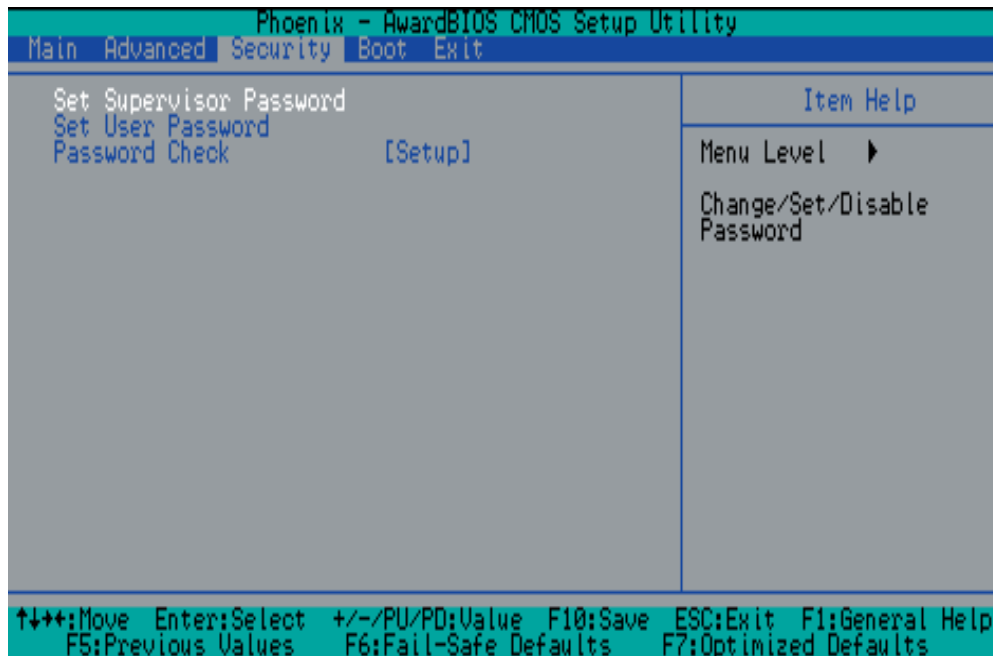 Phoenix - AwardBIOS CMOS Setup Utility
Main Advanced Security Boot Exit
Set Supervisor Password
Set User Password
Password Check [Setup]
Item Help
Menu Level ▶
Change/Set/Disable
Password
↑↓→←:Move Enter:Select +/-/PU/PD:Value F10:Save ESC:Exit F1:General Help
F5:Previous Values F6:Fail-Safe Defaults F7:Optimized Defaults